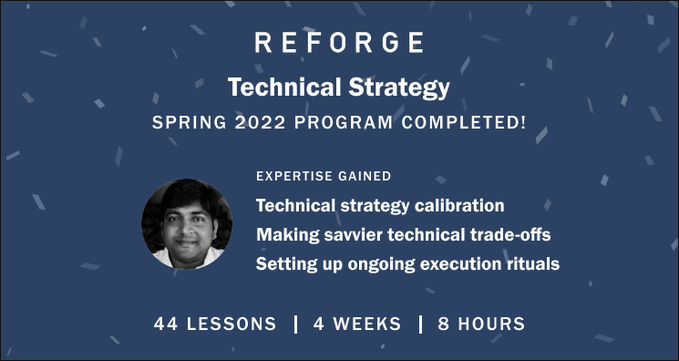 REFORGE
Technical Strategy
SPRING 2022 PROGRAM COMPLETED!
EXPERTISE GAINED
Technical strategy calibration
Making savvier technical trade-offs
Setting up ongoing execution rituals
44 LESSONS | 4 WEEKS | 8 HOURS